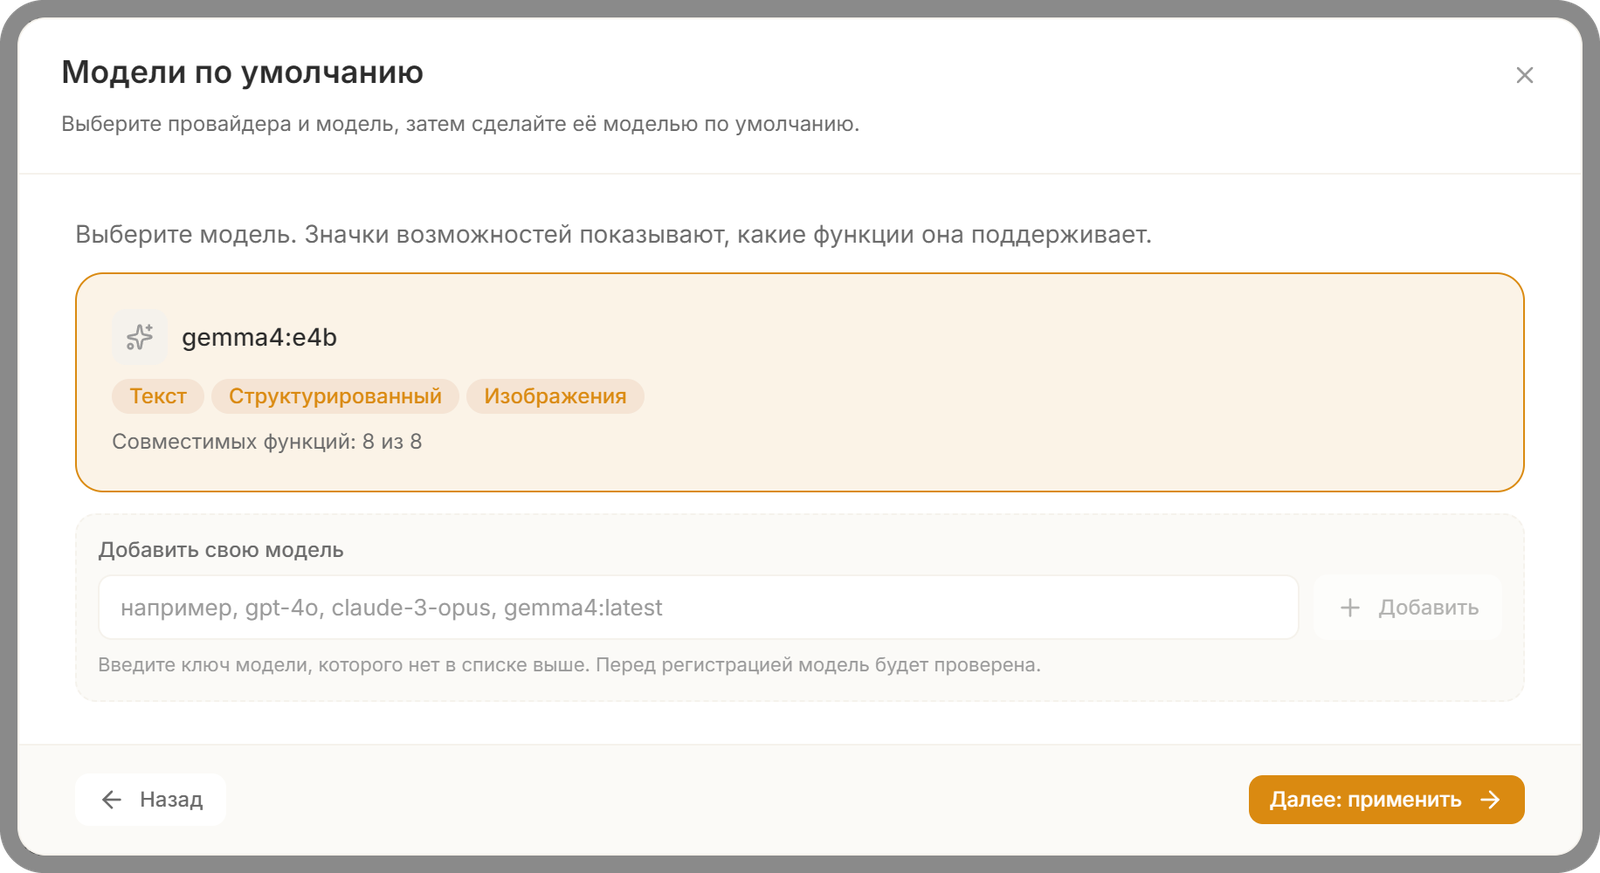 Модели по умолчанию
Выберите провайдера и модель, затем сделайте её моделью по умолчанию.
Выберите модель. Значки возможностей показывают, какие функции она поддерживает.
gemma4:e4b
Текст Структурированный Изображения
Совместимых функций: 8 из 8
Добавить свою модель
например, gpt-4o, claude-3-opus, gemma4:latest
Добавить
Введите ключ модели, которого нет в списке выше. Перед регистрацией модель будет проверена.
Назад
Далее: применить